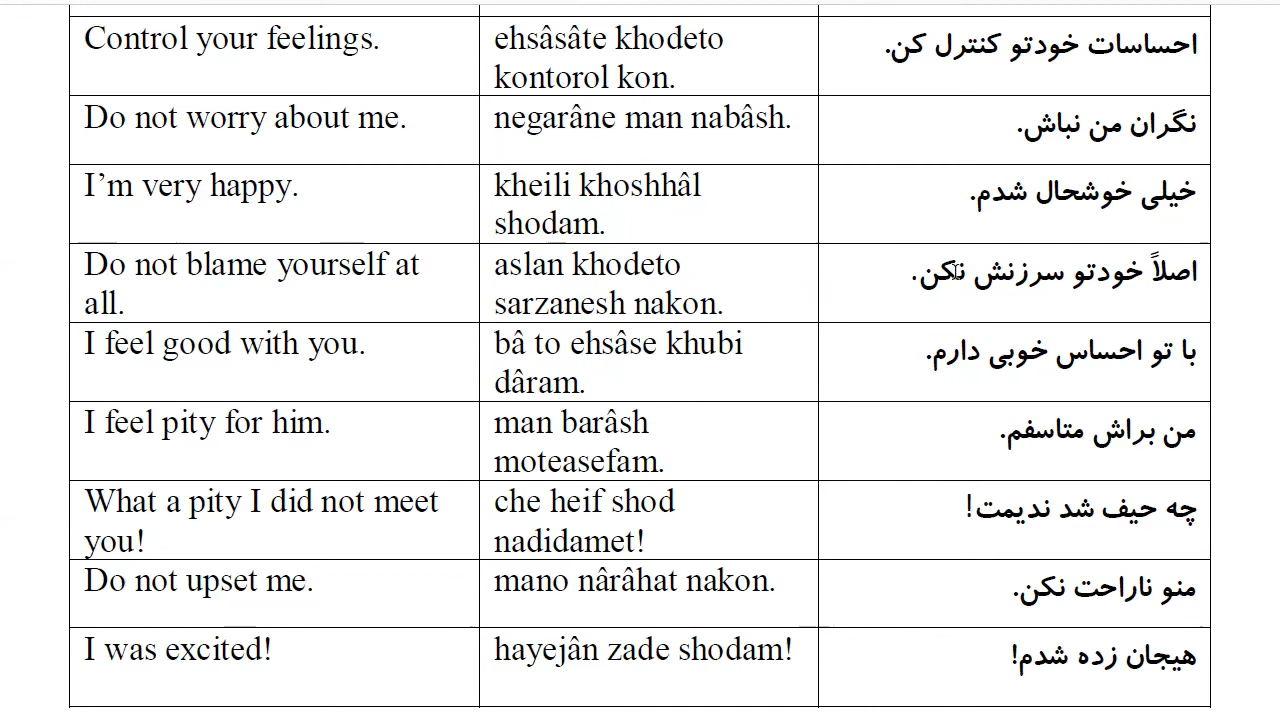 Control your feelings.
ehsâsâte khodeto
kontorol kon.
احساسات خودتو کنترل کن.
Do not worry about me.
negarâne man nabâsh.
نگران من نباش.
I’m very happy.
kheili khoshhâl
shodam.
خیلی خوشحال شدم.
Do not blame yourself at
all.
aslan khodeto
sarzanesh nakon.
اصلاً خودتو سرزنش نکن.
I feel good with you.
bâ to ehsâse khubi
dâram.
با تو احساس خوبی دارم.
I feel pity for him.
man barâsh
moteasefam.
من براش متاسفم.
What a pity I did not meet
you!
che heif shod
nadidamet!
چه حیف شد ندیمت!
Do not upset me.
mano nârâhat nakon.
منو ناراحت نکن.
I was excited!
hayejân zade shodam!
هیجان زده شدم!